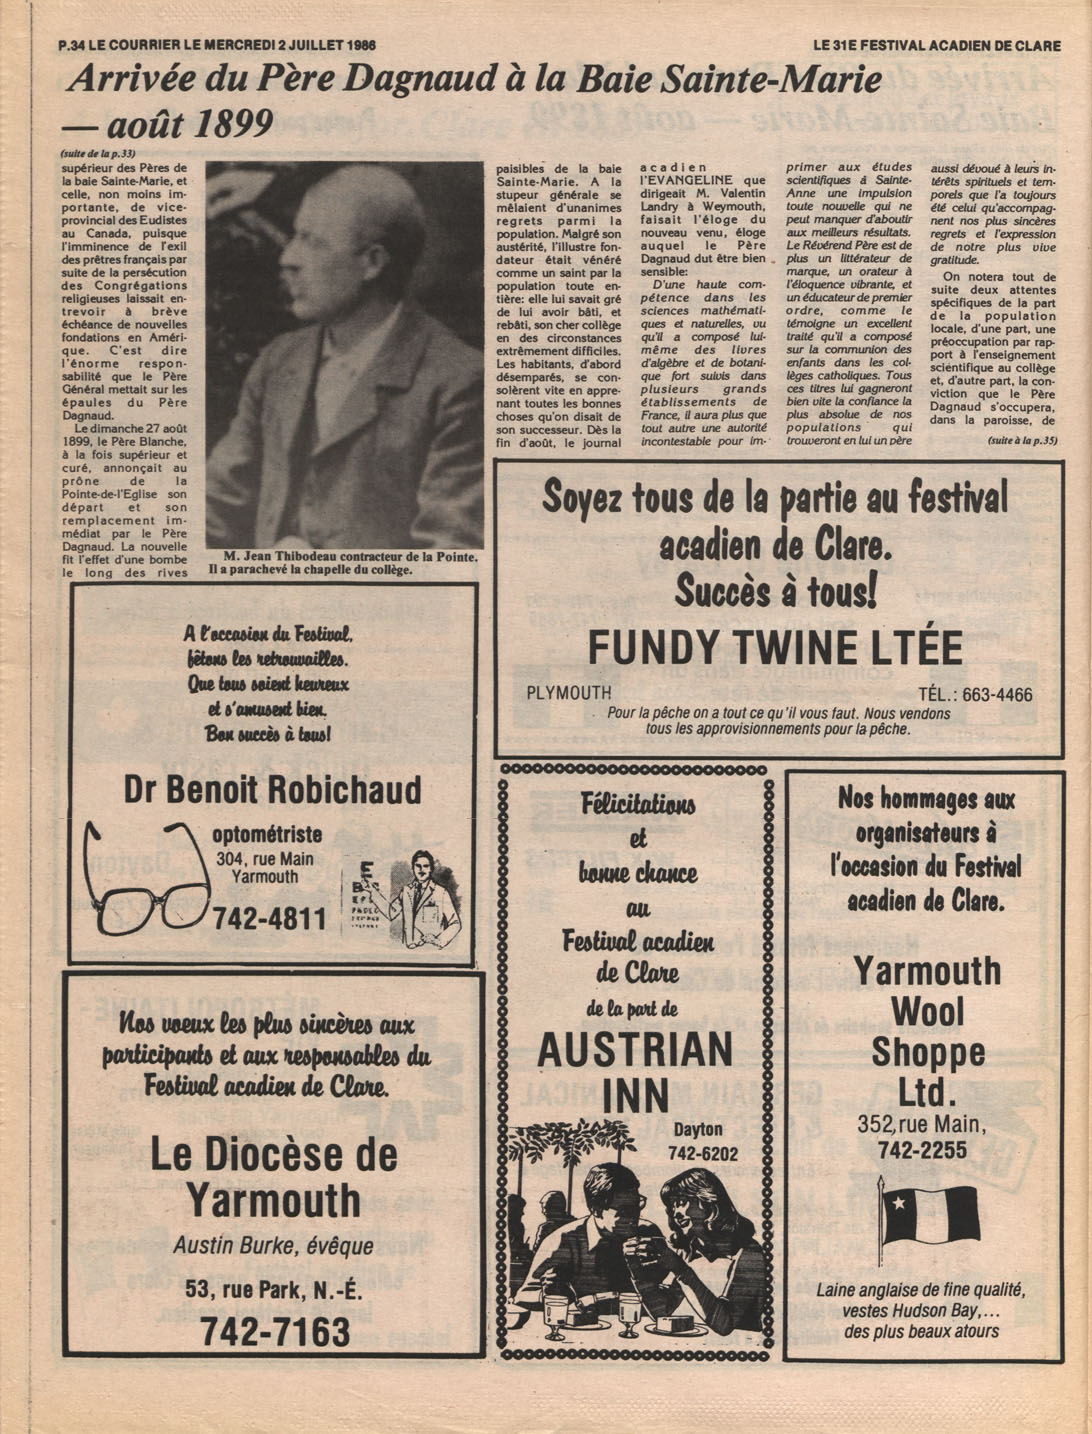 P.34 LE COURRIER LE MERCREDI 2 JUILLET 1986
LE 31E FESTIVAL ACADIEN DE CLARE
Arrivée du Père Dagnaud à la Baie Sainte-Marie
— août 1899
(suite de la p.33)
supérieur des Pères de
la baie Sainte-Marie, et
celle, non moins im-
portante, de vice-
provincial des Eudistes
au Canada, puisque
l'imminence de l'exil
des prêtres français par
suite de la persécution
des Congrégations
religieuses laissait en-
trevoir à brève
échéance de nouvelles
fondations en Améri-
que. C'est dire
l'énorme respon-
sabilité que le Père
Général mettait sur les
épaules du Père
Dagnaud.
Le dimanche 27 août
1899, le Père Blanche,
à la fois supérieur et
curé, annonçait au
prône de la
Pointe-de-l'Eglise son
départ et son
remplacement im-
médiat par le Père
Dagnaud. La nouvelle
fit l'effet d'une bombe
le long des rives
M. Jean Thibodeau contracteur de la Pointe.
Il a parachevé la chapelle du collège.
paisibles de la baie
Sainte-Marie. A la
stupeur générale se
mêlaient d'unanimes
regrets parmi la
population. Malgré son
austérité, l'illustre fon-
dateur était vénéré
comme un saint par la
population toute en-
tière: elle lui savait gré
de lui avoir bâti, et
rebâti, son cher collège
en des circonstances
extrêmement difficiles.
Les habitants, d'abord
désemparés, se con-
solèrent vite en appre-
nant toutes les bonnes
choses qu'on disait de
son successeur. Dès la
fin d'août, le journal
acadien
l'EVANGELINE que
dirigeait M. Valentin
Landry à Weymouth,
faisait l'éloge du
nouveau venu, éloge
auquel le Père
Dagnaud dut être bien
sensible:
D'une haute com-
pétence dans les
sciences mathémati-
ques et naturelles, vu
qu'il a composé lui-
même des livres
d'algèbre et de botani-
que fort suivis dans
plusieurs grands
établissements de
France, il aura plus que
tout autre une autorité
incontestable pour im-
primer aux études
scientifiques à Sainte-
Anne une impulsion
toute nouvelle qui ne
peut manquer d'aboutir
aux meilleurs résultats.
Le Révérend Père est de
plus un littérateur de
marque, un orateur à
l'éloquence vibrante, et
un éducateur de premier
ordre, comme le
témoigne un excellent
traité qu'il a composé
sur la communion des
enfants dans les col-
lèges catholiques. Tous
ces titres lui gagneront
bien vite la confiance la
plus absolue de nos
populations qui
trouveront en lui un père
aussi dévoué à leurs in-
térêts spirituels et tem-
porels que l'a toujours
été celui qu'accompag-
nent nos plus sincères
regrets et l'expression
de notre plus vive
gratitude.
On notera tout de
suite deux attentes
spécifiques de la part
de la population
locale, d'une part, une
préoccupation par rap-
port à l'enseignement
scientifique au collège
et, d'autre part, la con-
viction que le Père
Dagnaud s'occupera,
dans la paroisse, de
(suite à la p.35)
Soyez tous de la partie au festival
acadien de Clare.
Succès à tous!
FUNDY TWINE LTÉE
PLYMOUTH
TÉL.: 663-4466
Pour la pêche on a tout ce qu'il vous faut. Nous vendons
tous les approvisionnements pour la pêche.
A l'occasion du Festival,
fêtons les retrouvailles.
Que tous soient heureux
et s'amusent bien.
Bon succès à tous!
Dr Benoit Robichaud
optométriste
304, rue Main
Yarmouth
742-4811
Nos voeux les plus sincères aux
participants et aux responsables du
Festival acadien de Clare.
Le Diocèse de
Yarmouth
Austin Burke, évêque
53, rue Park, N.-É.
742-7163
Félicitations
et
bonne chance
au
Festival acadien
de Clare
de la part de
AUSTRIAN
INN
Dayton
742-6202
Nos hommages aux
organisateurs à
l'occasion du Festival
acadien de Clare.
Yarmouth
Wool
Shoppe
Ltd.
352,rue Main,
742-2255
Laine anglaise de fine qualité,
vestes Hudson Bay,...
des plus beaux atours